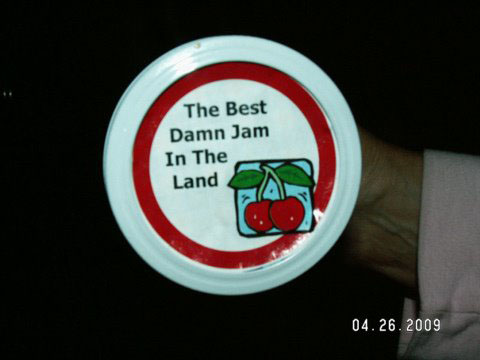 The Best
Damn Jam
In The
Land
04.26.2009